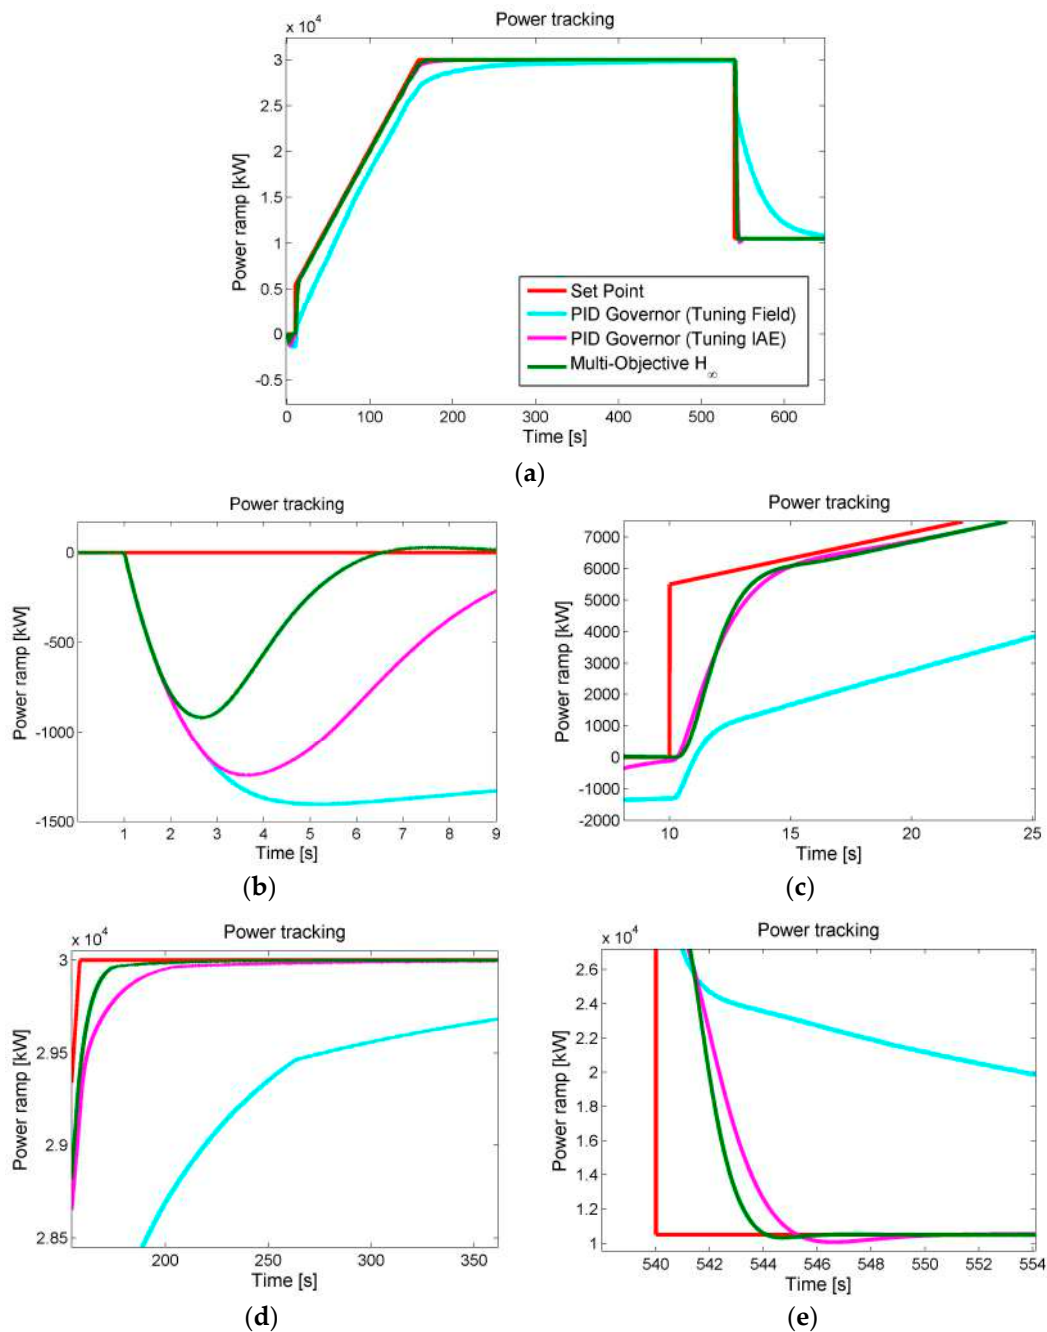 Power tracking
x 10⁴
3
2.5
2
1.5
1
0.5
0
-0.5
Power ramp [kW]
0 100 200 300 400 500 600
Time [s]
Set Point
PID Governor (Tuning Field)
PID Governor (Tuning IAE)
Multi-Objective H∞
(a)
Power tracking
0
-500
-1000
-1500
Power ramp [kW]
1 2 3 4 5 6 7 8 9
Time [s]
(b)
Power tracking
7000
6000
5000
4000
3000
2000
1000
0
-1000
-2000
Power ramp [kW]
10 15 20 25
Time [s]
(c)
Power tracking
x 10⁴
3
2.95
2.9
2.85
Power ramp [kW]
200 250 300 350
Time [s]
(d)
Power tracking
x 10⁴
2.6
2.4
2.2
2
1.8
1.6
1.4
1.2
1
Power ramp [kW]
540 542 544 546 548 550 552 554
Time [s]
(e)